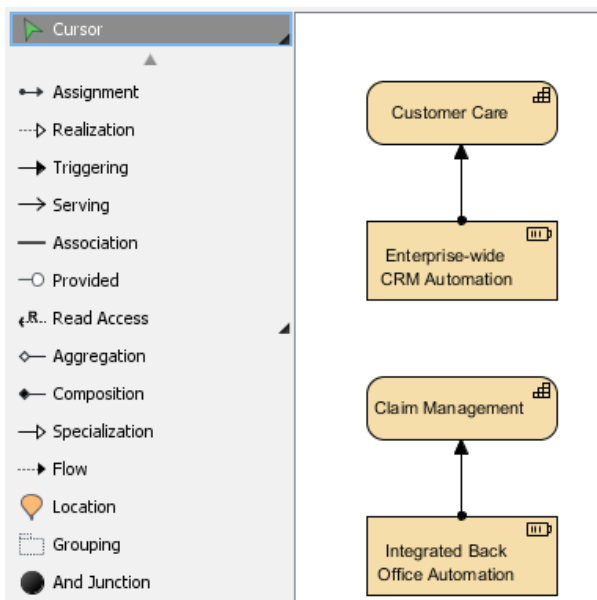 Cursor
Assignment
Realization
Triggering
Serving
Association
Provided
R
Read Access
Aggregation
Composition
Specialization
Flow
Location
Grouping
And Junction
Customer Care
Enterprise-wide
CRM Automation
Claim Management
Integrated Back
Office Automation